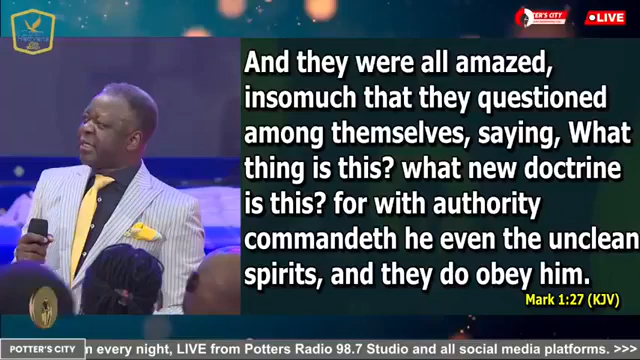 TTER'S CITY
LIVE
And they were all amazed,
insomuch that they questioned
among themselves, saying, What
thing is this? what new doctrine
is this? for with authority
commandeth he even the unclean
spirits, and they do obey him.
Mark 1:27 (KJV)
POTTER'S CITY
n every night, LIVE from Potters Radio 98.7 Studio and all social media platforms. >>>